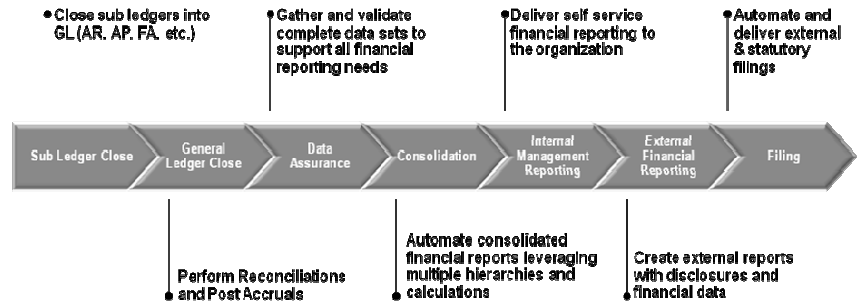 Close sub ledgers into
GL (AR. AP. FA. etc.)
Gather and validate
complete data sets to
support all financial
reporting needs
Deliver self service
financial reporting to
the organization
Automate and
deliver external
& statutory
filings
Sub Ledger Close
General
Ledger Close
Data
Assurance
Consolidation
Internal
Management
Reporting
External
Financial
Reporting
Filing
Perform Reconciliations
and Post Accruals
Automate consolidated
financial reports leveraging
multiple hierarchies and
calculations
Create external reports
with disclosures and
financial data